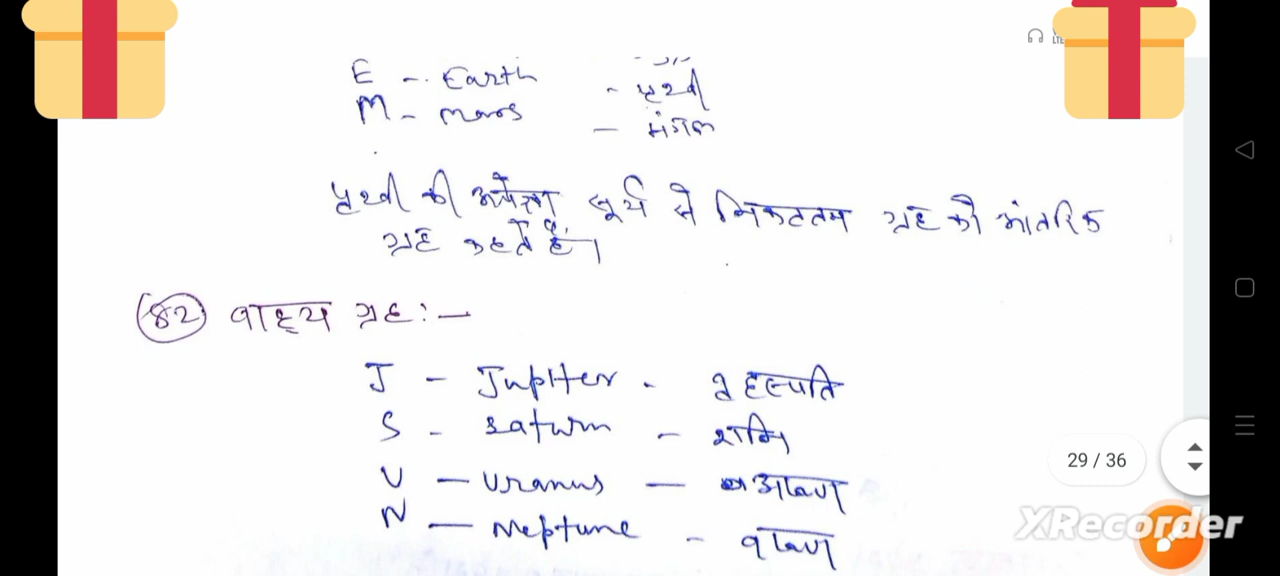 E - Earth - पृथ्वी
M - Mars - मंगल
पृथ्वी की अपेक्षा सूर्य से निकटतम ग्रह को आंतरिक
ग्रह कहते है।
(82) वाह्य ग्रह :-
J - Jupiter - वृहस्पति
S - Saturn - शनि
U - Uranus - अरुण
N - Neptune - वरुण
29 / 36
XRecorder